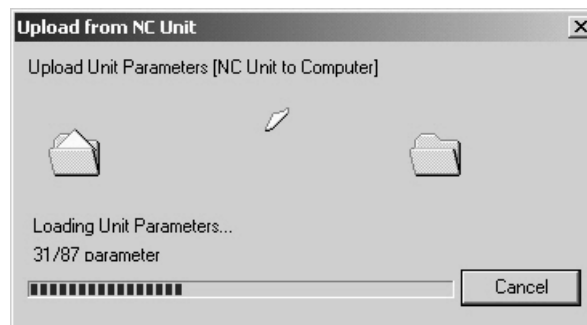 Upload from NC Unit
Upload Unit Parameters [NC Unit to Computer]
Loading Unit Parameters...
31/87 parameter
Cancel